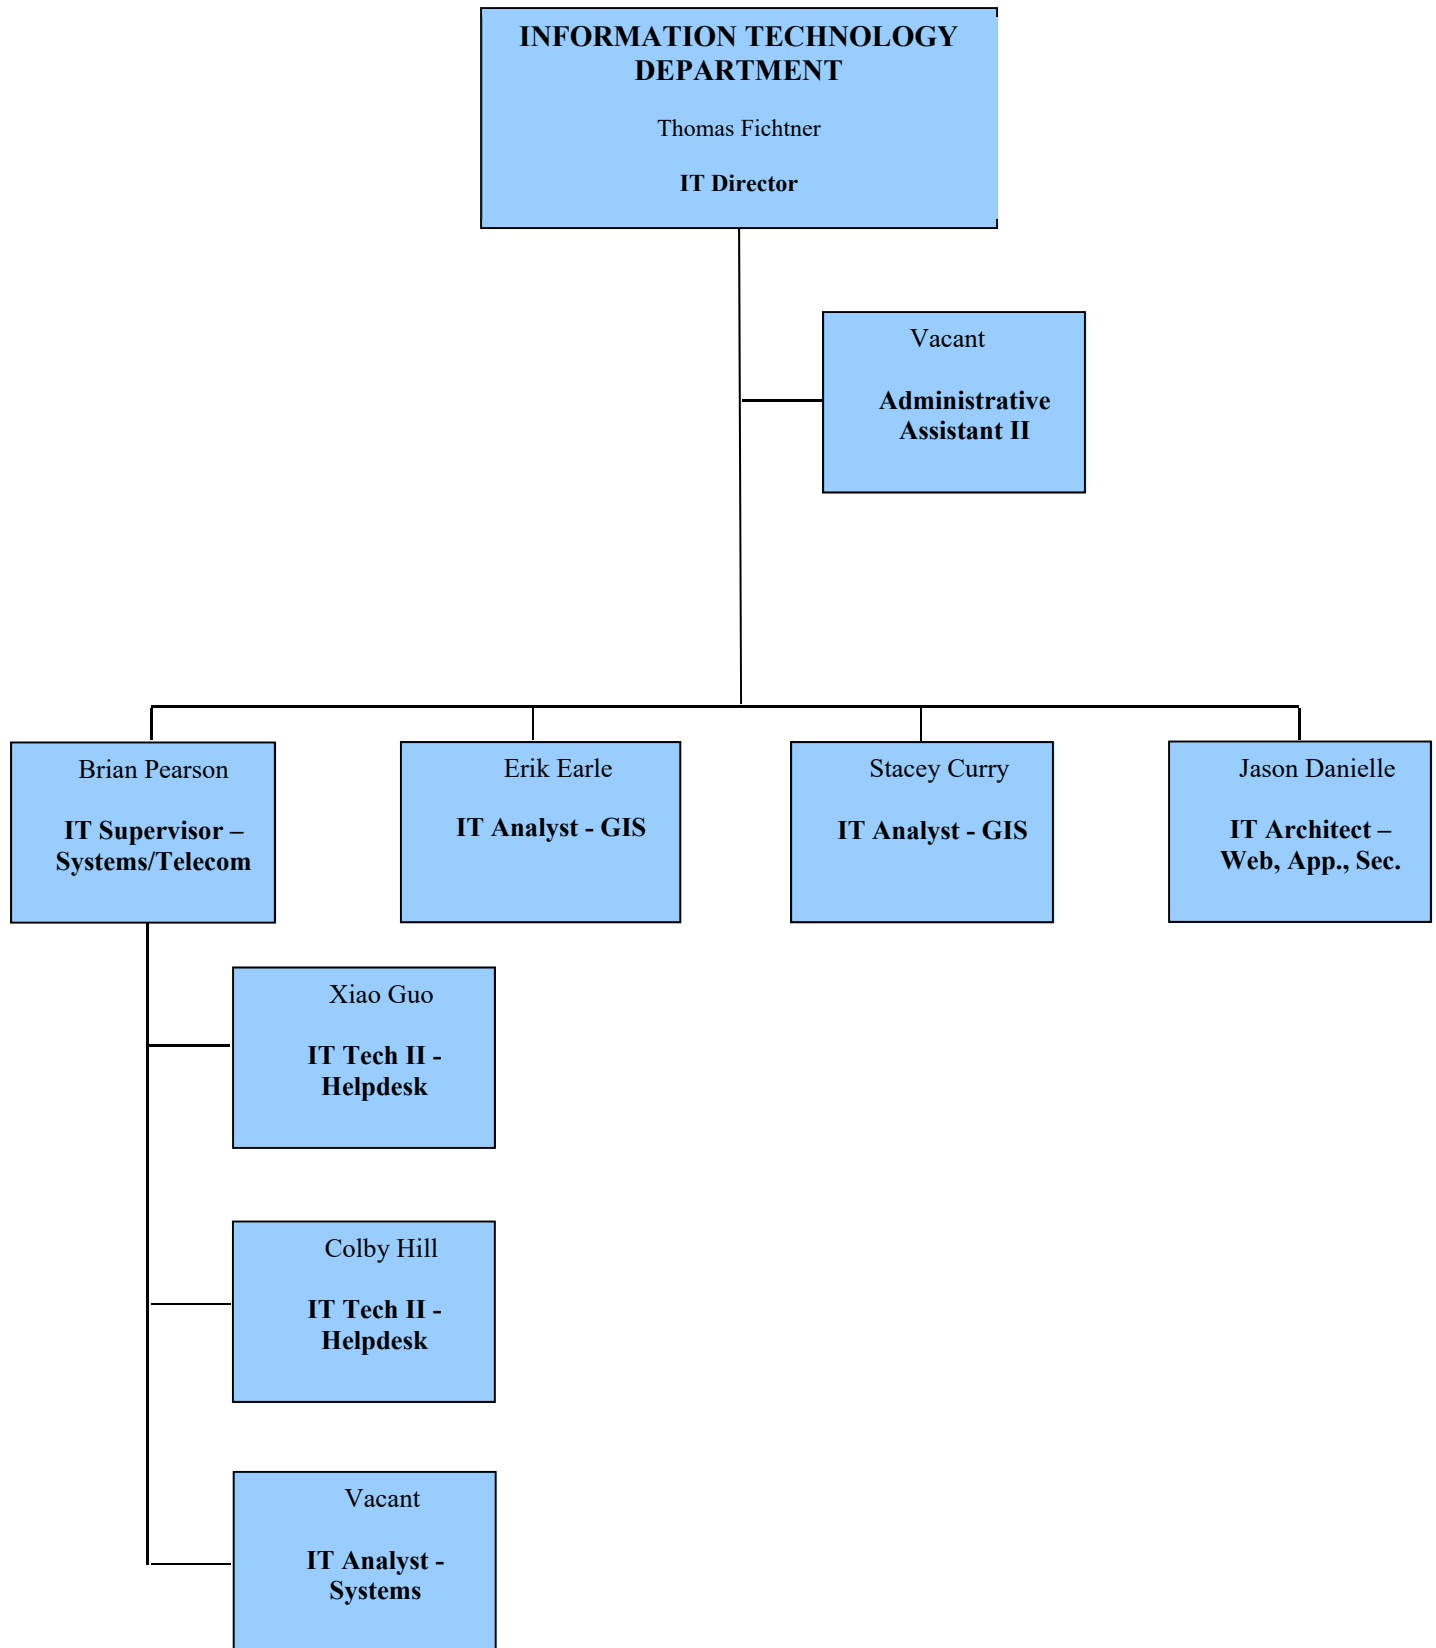 INFORMATION TECHNOLOGY
DEPARTMENT
Thomas Fichtner
IT Director
Vacant
Administrative
Assistant II
Brian Pearson
IT Supervisor –
Systems/Telecom
Erik Earle
IT Analyst - GIS
Stacey Curry
IT Analyst - GIS
Jason Danielle
IT Architect –
Web, App., Sec.
Xiao Guo
IT Tech II -
Helpdesk
Colby Hill
IT Tech II -
Helpdesk
Vacant
IT Analyst -
Systems